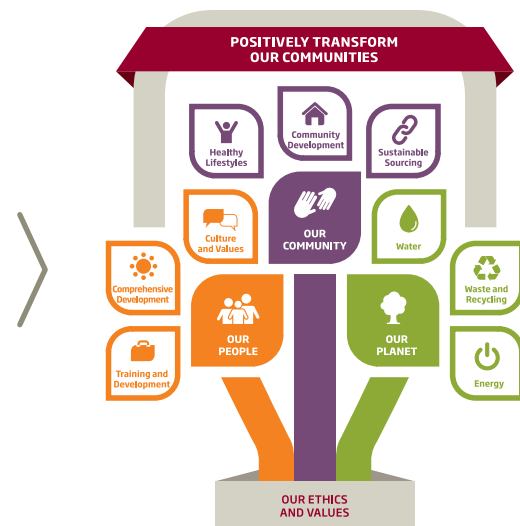 POSITIVELY TRANSFORM
OUR COMMUNITIES
Healthy
Lifestyles
Community
Development
Sustainable
Sourcing
Culture
and Values
OUR
COMMUNITY
Water
Comprehensive
Development
Waste and
Recycling
OUR
PEOPLE
OUR
PLANET
Training and
Development
Energy
OUR ETHICS
AND VALUES